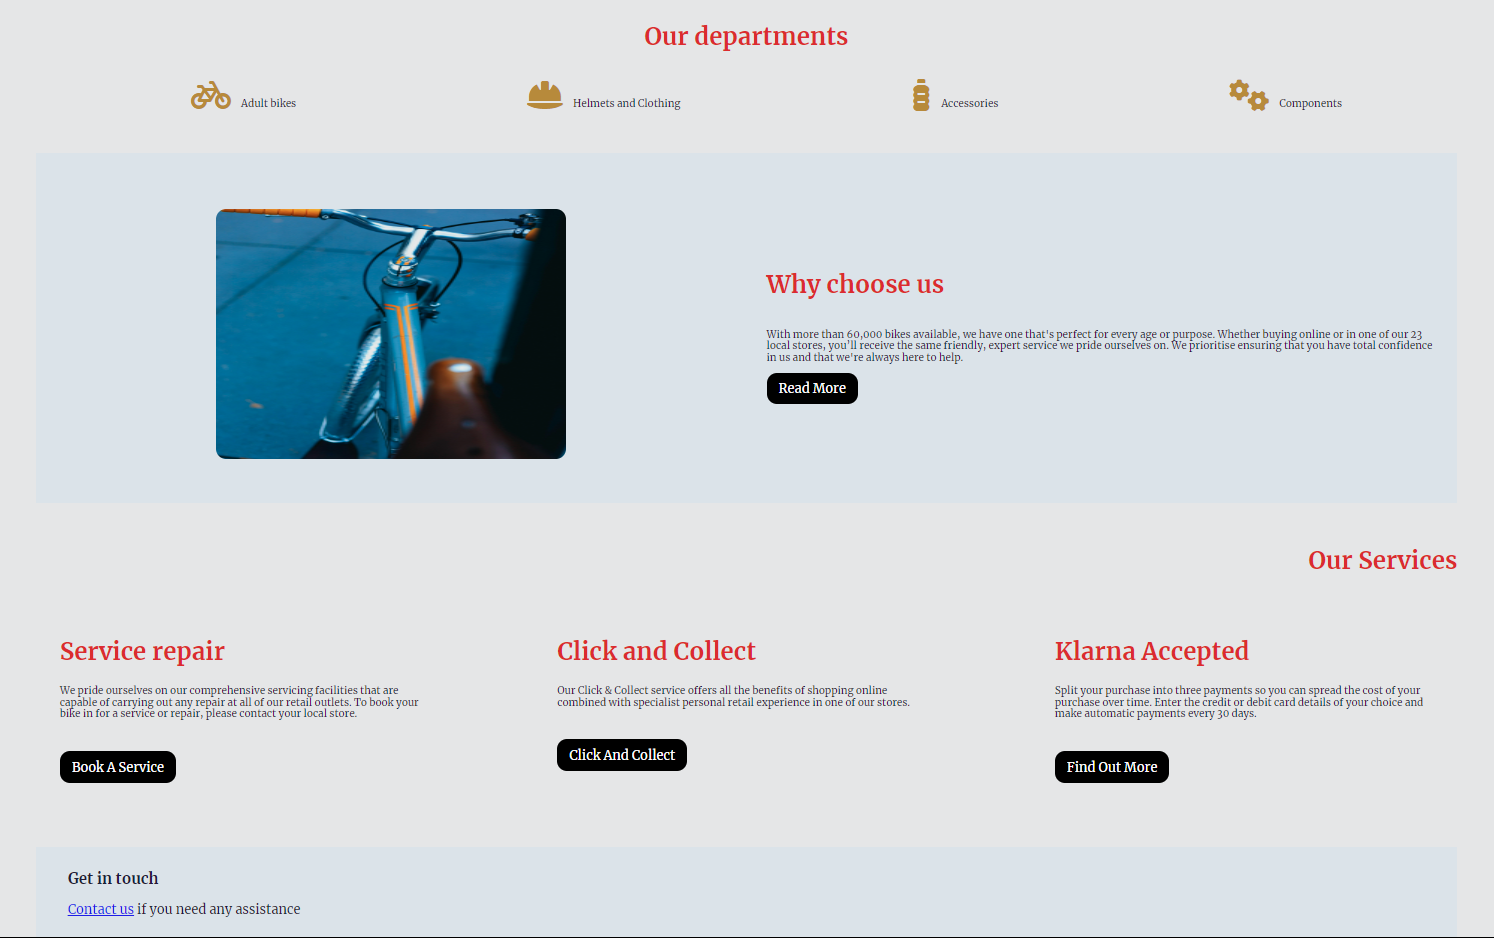 Our departments
Adult bikes
Helmets and Clothing
Accessories
Components
Why choose us
With more than 60,000 bikes available, we have one that's perfect for every age or purpose. Whether buying online or in one of our 23
local stores, you'll receive the same friendly, expert service we pride ourselves on. We prioritise ensuring that you have total confidence
in us and that we're always here to help.
Read More
Our Services
Service repair
We pride ourselves on our comprehensive servicing facilities that are
capable of carrying out any repair at all of our retail outlets. To book your
bike in for a service or repair, please contact your local store.
Book A Service
Click and Collect
Our Click & Collect service offers all the benefits of shopping online
combined with specialist personal retail experience in one of our stores.
Click And Collect
Klarna Accepted
Split your purchase into three payments so you can spread the cost of your
purchase over time. Enter the credit or debit card details of your choice and
make automatic payments every 30 days.
Find Out More
Get in touch
Contact us if you need any assistance